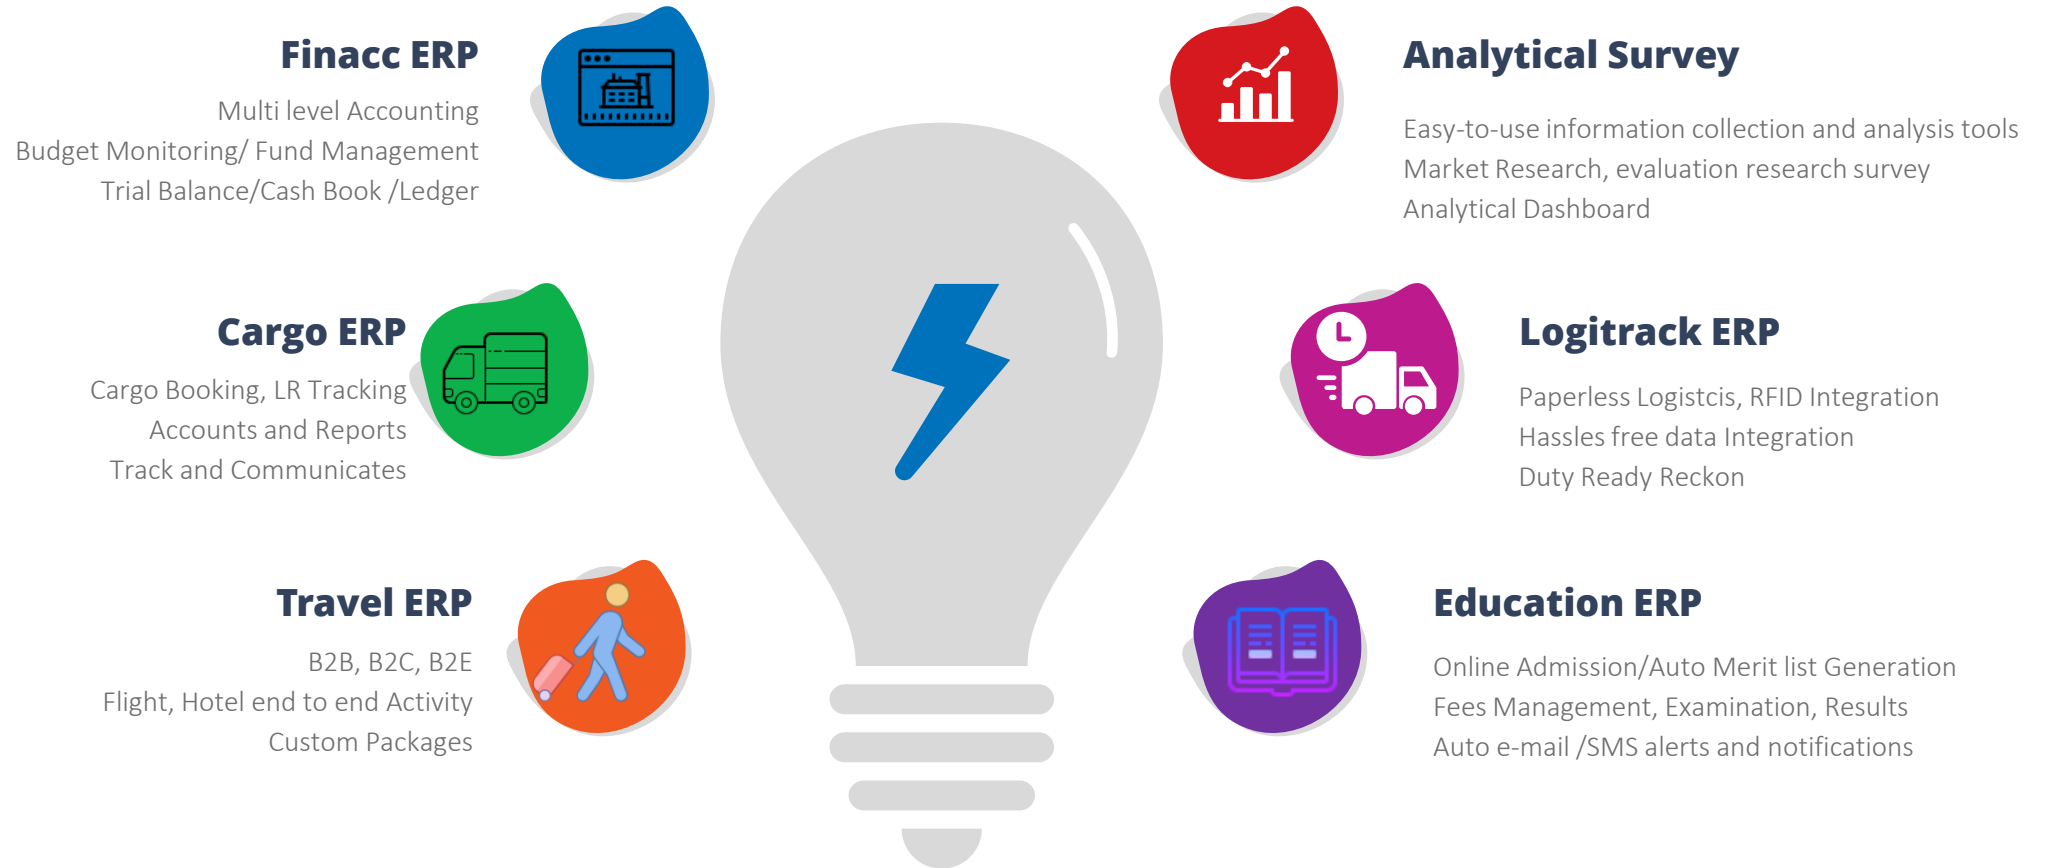 Finacc ERP
Multi level Accounting
Budget Monitoring/ Fund Management
Trial Balance/Cash Book /Ledger
Cargo ERP
Cargo Booking, LR Tracking
Accounts and Reports
Track and Communicates
Travel ERP
B2B, B2C, B2E
Flight, Hotel end to end Activity
Custom Packages
Analytical Survey
Easy-to-use information collection and analysis tools
Market Research, evaluation research survey
Analytical Dashboard
Logitrack ERP
Paperless Logistcis, RFID Integration
Hassles free data Integration
Duty Ready Reckon
Education ERP
Online Admission/Auto Merit list Generation
Fees Management, Examination, Results
Auto e-mail /SMS alerts and notifications